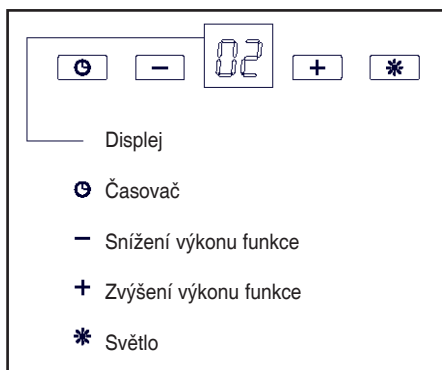 − 02 +
Displej
Časovač
− Snížení výkonu funkce
+ Zvýšení výkonu funkce
Světlo